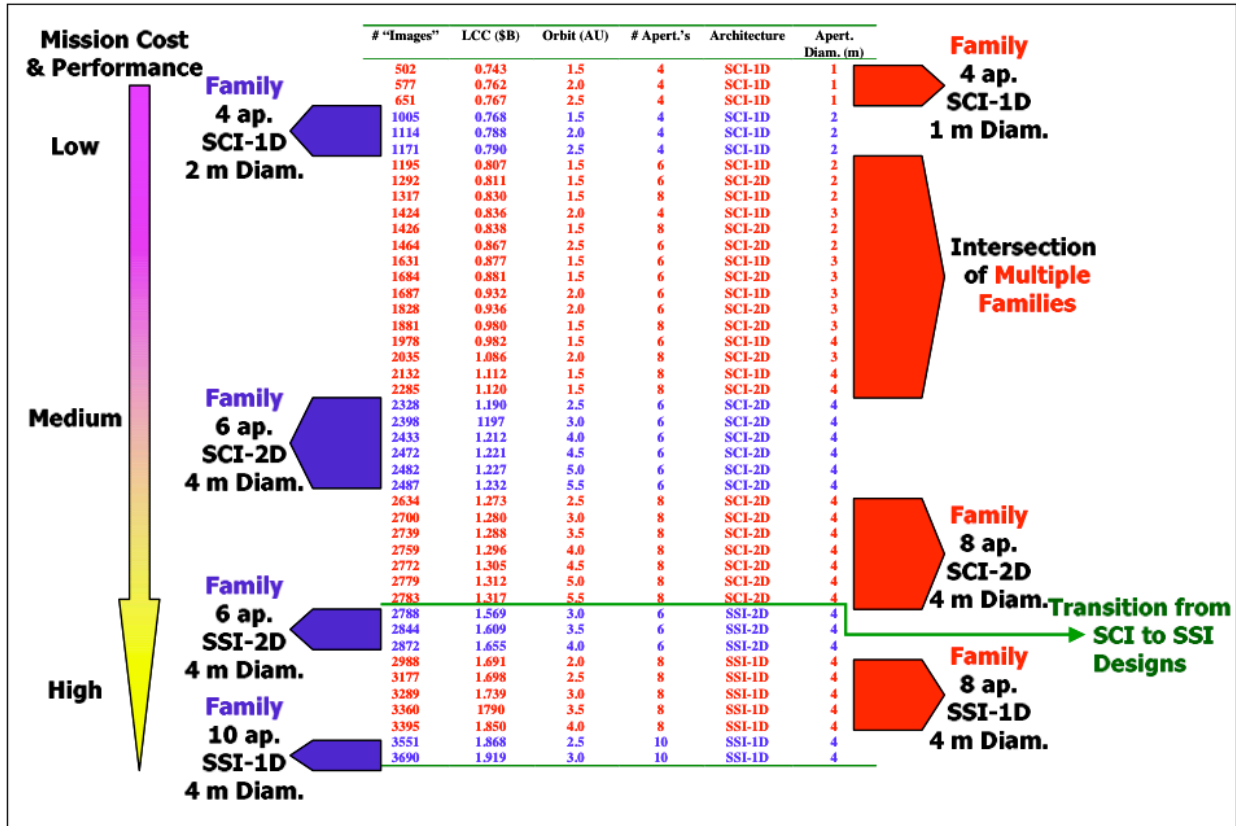 Mission Cost
& Performance
Low
Medium
High
Family
4 ap.
SCI-1D
2 m Diam.
Family
6 ap.
SCI-2D
4 m Diam.
Family
6 ap.
SSI-2D
4 m Diam.
Family
10 ap.
SSI-1D
4 m Diam.
# “Images” LCC ($B) Orbit (AU) # Apert.'s Architecture Apert.
Diam. (m)
502 0.743 1.5 4 SCI-1D 1
577 0.762 2.0 4 SCI-1D 1
651 0.767 2.5 4 SCI-1D 1
1005 0.768 1.5 4 SCI-1D 2
1114 0.788 2.0 4 SCI-1D 2
1171 0.790 2.5 4 SCI-1D 2
1195 0.807 1.5 6 SCI-1D 2
1292 0.811 1.5 6 SCI-2D 2
1317 0.830 1.5 8 SCI-1D 2
1424 0.836 2.0 4 SCI-1D 3
1426 0.838 1.5 8 SCI-2D 2
1464 0.867 2.5 6 SCI-2D 2
1631 0.877 1.5 6 SCI-1D 3
1684 0.881 1.5 6 SCI-2D 3
1687 0.932 2.0 6 SCI-1D 3
1828 0.936 2.0 6 SCI-2D 3
1881 0.980 1.5 8 SCI-2D 3
1978 0.982 1.5 6 SCI-1D 4
2035 1.086 2.0 8 SCI-2D 3
2132 1.112 1.5 8 SCI-1D 4
2285 1.120 1.5 8 SCI-2D 4
2328 1.190 2.5 6 SCI-2D 4
2398 1197 3.0 6 SCI-2D 4
2433 1.212 4.0 6 SCI-2D 4
2472 1.221 4.5 6 SCI-2D 4
2482 1.227 5.0 6 SCI-2D 4
2487 1.232 5.5 6 SCI-2D 4
2634 1.273 2.5 8 SCI-2D 4
2700 1.280 3.0 8 SCI-2D 4
2739 1.288 3.5 8 SCI-2D 4
2759 1.296 4.0 8 SCI-2D 4
2772 1.305 4.5 8 SCI-2D 4
2779 1.312 5.0 8 SCI-2D 4
2783 1.317 5.5 8 SCI-2D 4
2788 1.569 3.0 6 SSI-2D 4
2844 1.609 3.5 6 SSI-2D 4
2872 1.655 4.0 6 SSI-2D 4
2988 1.691 2.0 8 SSI-1D 4
3177 1.698 2.5 8 SSI-1D 4
3289 1.739 3.0 8 SSI-1D 4
3360 1790 3.5 8 SSI-1D 4
3395 1.850 4.0 8 SSI-1D 4
3551 1.868 2.5 10 SSI-1D 4
3690 1.919 3.0 10 SSI-1D 4
Family
4 ap.
SCI-1D
1 m Diam.
Intersection
of Multiple
Families
Family
8 ap.
SCI-2D
4 m Diam.
Transition from
SCI to SSI
Designs
Family
8 ap.
SSI-1D
4 m Diam.